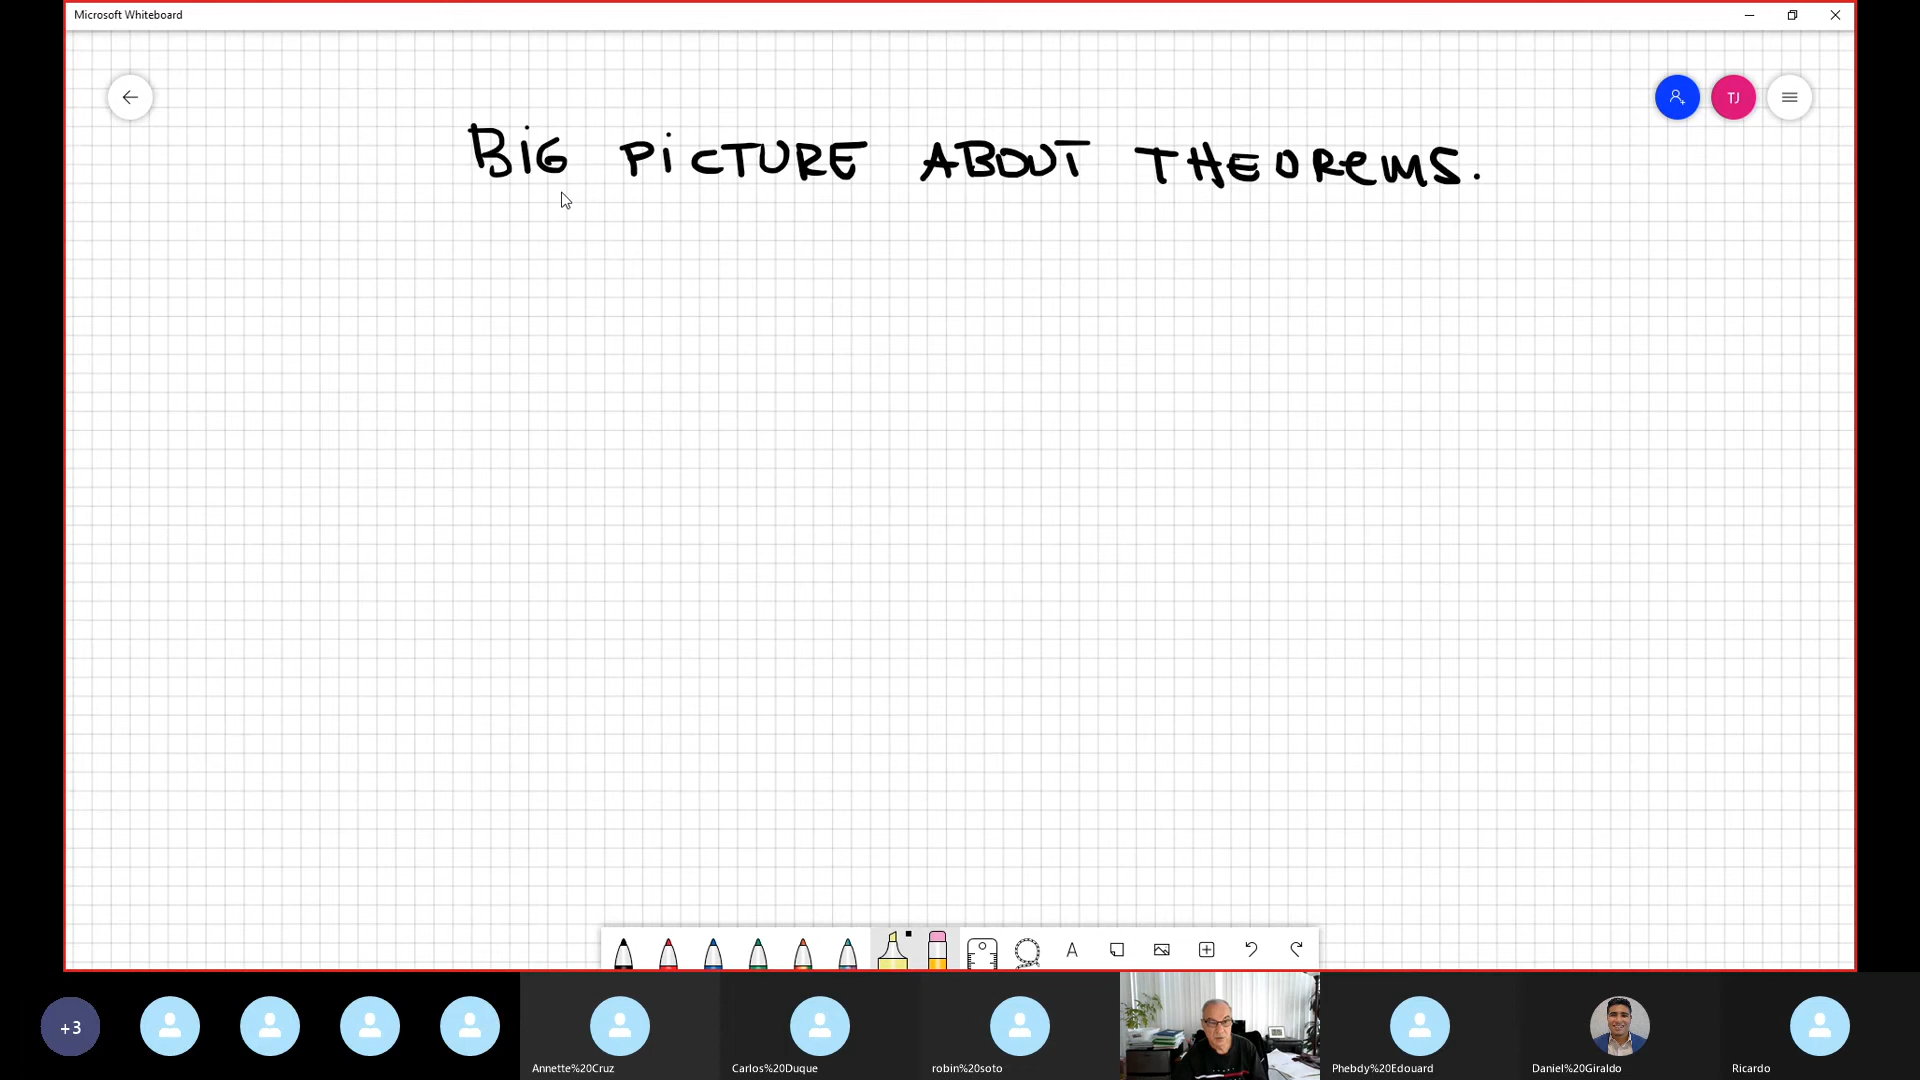 Microsoft Whiteboard
TJ
BiG PiCTURE ABOUT THEOREMS.
A
+3
Annette%20Cruz
Carlos%20Duque
robin%20soto
Phebdy%20Edouard
Daniel%20Giraldo
Ricardo